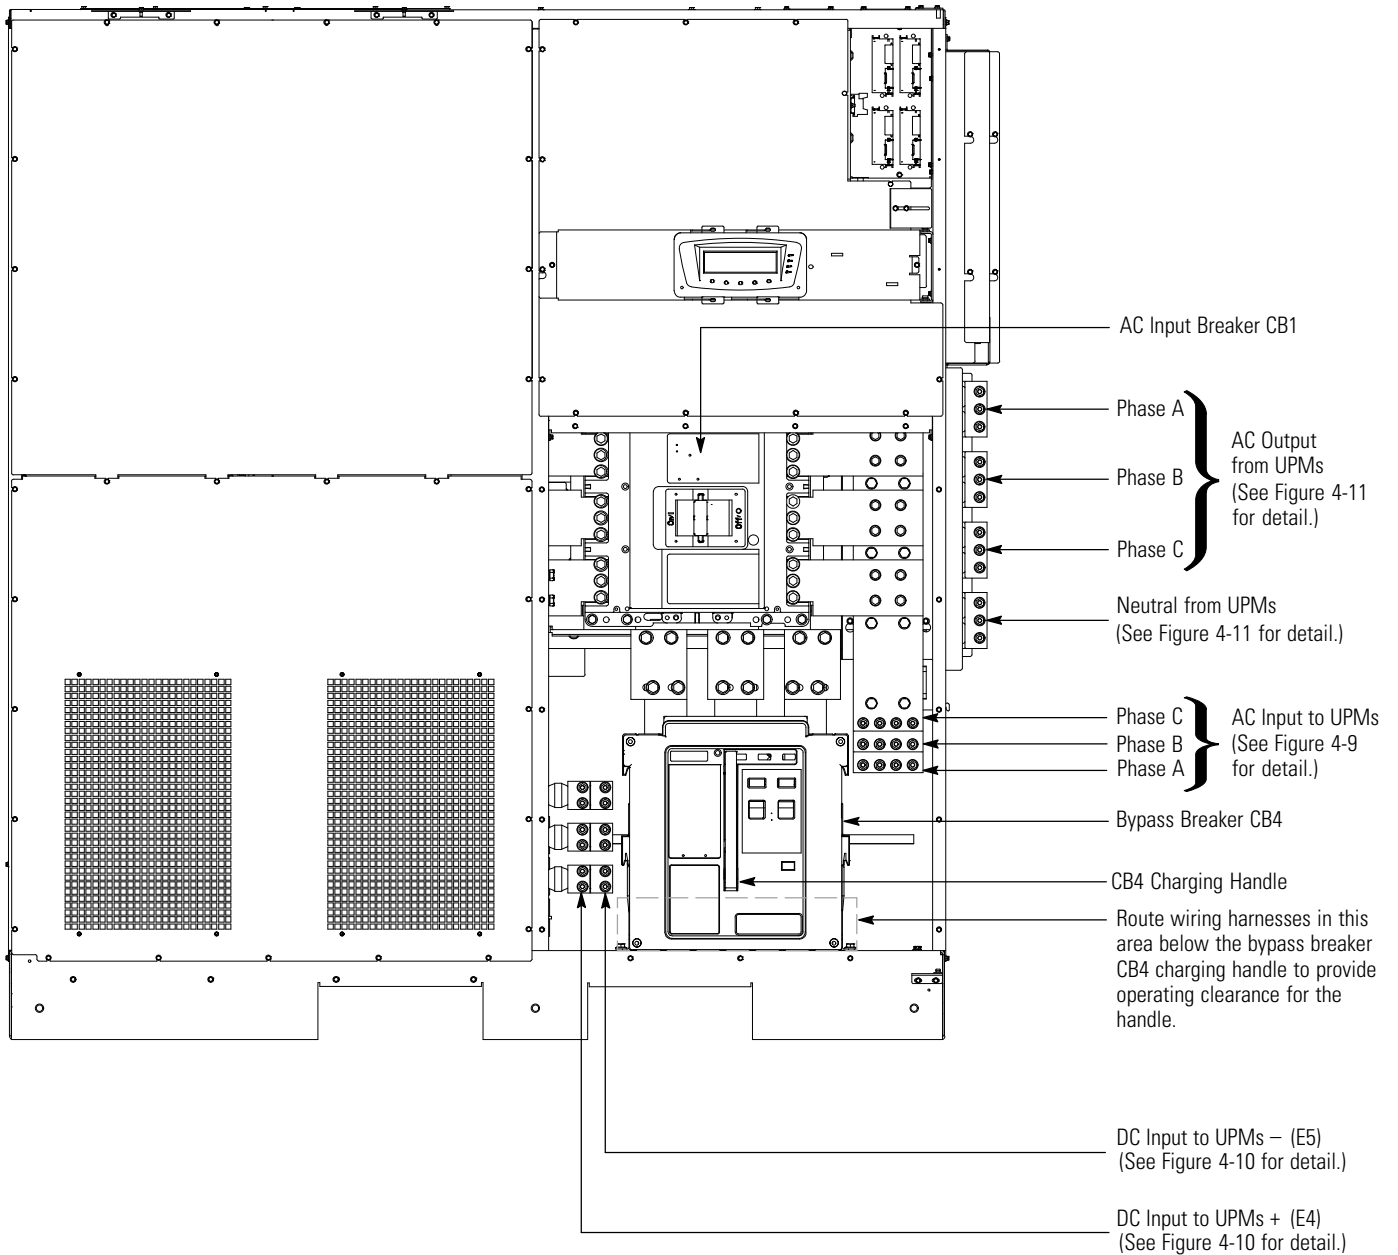 AC Input Breaker CB1
Phase A
Phase B
Phase C
AC Output
from UPMs
(See Figure 4-11
for detail.)
Neutral from UPMs
(See Figure 4-11 for detail.)
Phase C
Phase B
Phase A
AC Input to UPMs
(See Figure 4-9
for detail.)
Bypass Breaker CB4
CB4 Charging Handle
Route wiring harnesses in this
area below the bypass breaker
CB4 charging handle to provide
operating clearance for the
handle.
DC Input to UPMs – (E5)
(See Figure 4-10 for detail.)
DC Input to UPMs + (E4)
(See Figure 4-10 for detail.)
On/I
Off/O